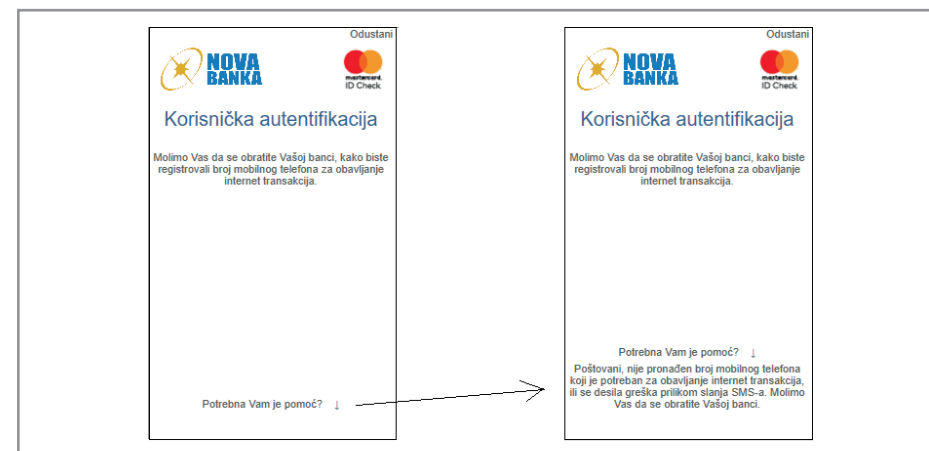 Odustani
NOVA
BANKA
mastercard.
ID Check
Korisnička autentifikacija
Molimo Vas da se obratite Vašoj banci, kako biste
registrovali broj mobilnog telefona za obavljanje
internet transakcija.
Potrebna Vam je pomoć? ↓
Odustani
NOVA
BANKA
mastercard.
ID Check
Korisnička autentifikacija
Molimo Vas da se obratite Vašoj banci, kako biste
registrovali broj mobilnog telefona za obavljanje
internet transakcija.
Potrebna Vam je pomoć? ↓
Poštovani, nije pronađen broj mobilnog telefona
koji je potreban za obavljanje internet transakcija,
ili se desila greška prilikom slanja SMS-a. Molimo
Vas da se obratite Vašoj banci.